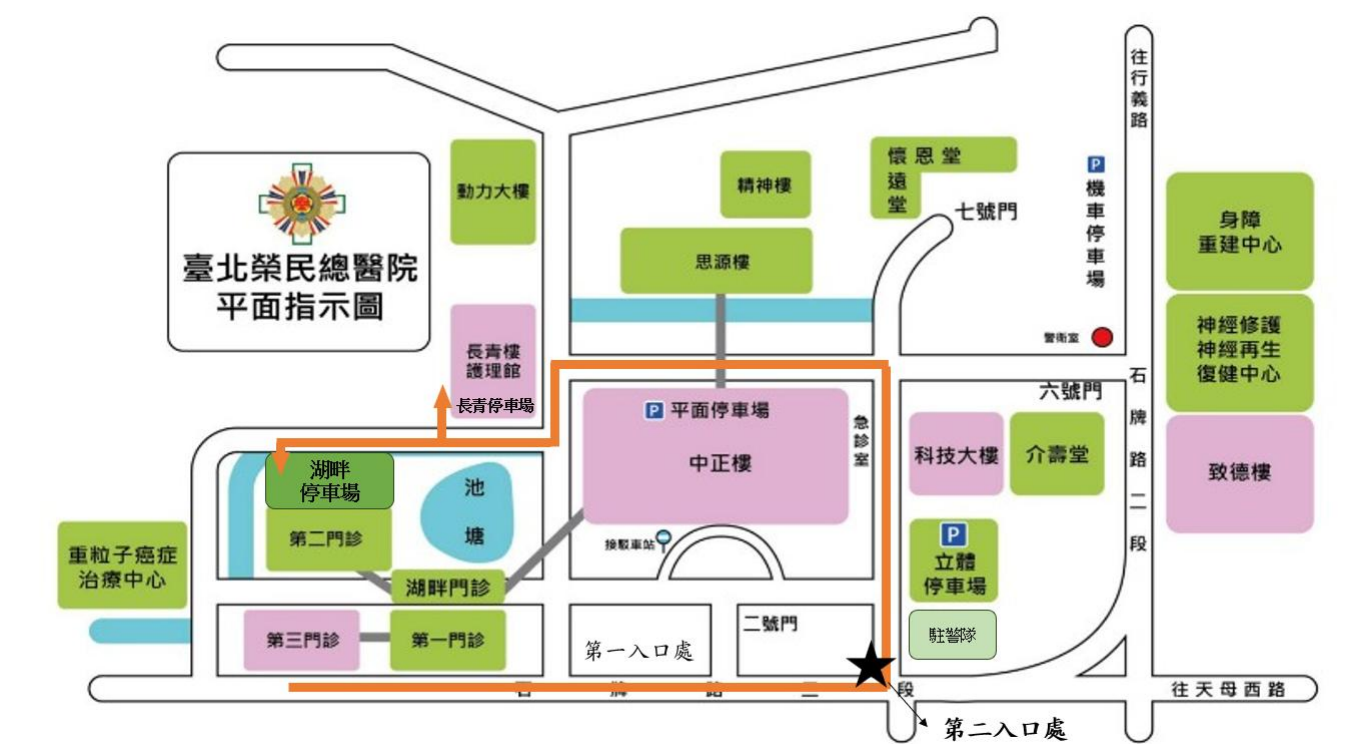 往行義路
懷恩堂
遠堂
精神樓
動力大樓
P
機車停車場
七號門
身障
重建中心
臺北榮民總醫院
平面指示圖
思源樓
神經修護
神經再生
復健中心
警衛室
長青樓
護理館
長青停車場
六號門
石牌路二段
P 平面停車場
中正樓
急診室
科技大樓
介壽堂
致德樓
湖畔
停車場
池塘
第二門診
接駁車站
P
立體
停車場
重粒子癌症
治療中心
湖畔門診
第三門診
第一門診
第一入口處
二號門
駐警隊
石牌路二段
往天母西路
第二入口處